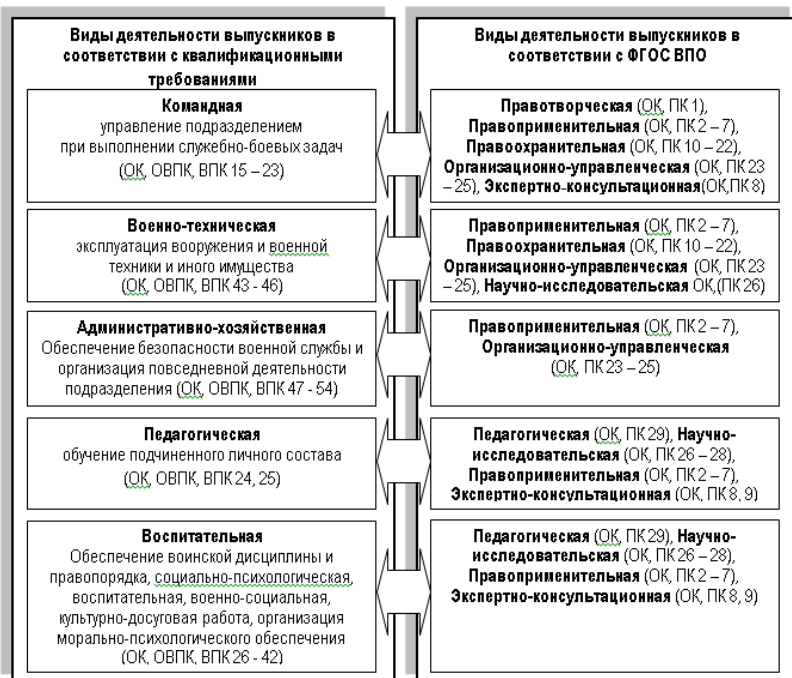 Виды деятельности выпускников в
соответствии с квалификационными
требованиями
Командная
управление подразделением
при выполнении служебно-боевых задач
(ОК, ОВПК, ВПК 15 – 23)
Военно-техническая
эксплуатация вооружения и военной
техники и иного имущества
(ОК, ОВПК, ВПК 43 - 46)
Административно-хозяйственная
Обеспечение безопасности военной службы и
организация повседневной деятельности
подразделения (ОК, ОВПК, ВПК 47 - 54)
Педагогическая
обучение подчиненного личного состава
(ОК, ОВПК, ВПК 24, 25)
Воспитательная
Обеспечение воинской дисциплины и
правопорядка, социально-психологическая,
воспитательная, военно-социальная,
культурно-досуговая работа, организация
морально-психологического обеспечения
(ОК, ОВПК, ВПК 26 - 42)
Виды деятельности выпускников в
соответствии с ФГОС ВПО
Правотворческая (ОК, ПК 1),
Правоприменительная (ОК, ПК 2 – 7),
Правоохранительная (ОК, ПК 10 – 22),
Организационно-управленческая (ОК, ПК 23
– 25), Экспертно-консультационная(ОК,ПК 8)
Правоприменительная (ОК, ПК 2 – 7),
Правоохранительная (ОК, ПК 10 – 22),
Организационно-управленческая (ОК, ПК 23
– 25), Научно-исследовательская ОК,(ПК 26)
Правоприменительная (ОК, ПК 2 – 7),
Организационно-управленческая
(ОК, ПК 23 – 25)
Педагогическая (ОК, ПК 29), Научно-
исследовательская (ОК, ПК 26 – 28),
Правоприменительная (ОК, ПК 2 – 7),
Экспертно-консультационная (ОК, ПК 8, 9)
Педагогическая (ОК, ПК 29), Научно-
исследовательская (ОК, ПК 26 – 28),
Правоприменительная (ОК, ПК 2 – 7),
Экспертно-консультационная (ОК, ПК 8, 9)